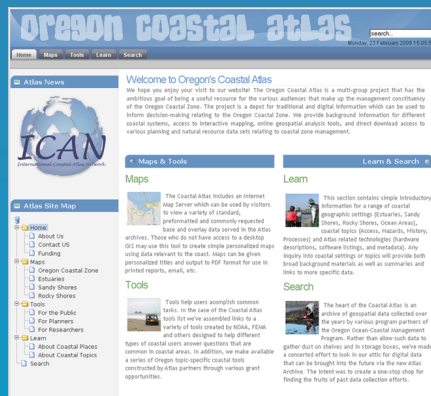 Oregon Coastal Atlas
search...
Monday, 23 February 2009 15:05:5
Home Maps Tools Learn Search
Atlas News
ICAN
International Coastal Atlas Network
Atlas Site Map
Home
About Us
Contact US
Funding
Maps
Oregon Coastal Zone
Estuaries
Sandy Shores
Rocky Shores
Tools
For the Public
For Planners
For Researchers
Learn
About Coastal Places
About Coastal Topics
Search
Welcome to Oregon's Coastal Atlas
We hope you enjoy your visit to our website! The Oregon Coastal Atlas is a multi-group project that has the
ambitious goal of being a useful resource for the various audiences that make up the management constituency
of the Oregon Coastal Zone. The project is a depot for traditional and digital information which can be used to
inform decision-making relating to the Oregon Coastal Zone. We provide background information for different
coastal systems, access to interactive mapping, online geospatial analysis tools, and direct download access to
various planning and natural resource data sets relating to coastal zone management.
Maps & Tools
Maps
The Coastal Atlas includes an Internet
Map Server which can be used by visitors
to view a variety of standard
preformatted and commonly requested
base and overlay data served in the Atlas
archives. Those who do not have access to a desktop
GIS may use this tool to create simple personalized maps
using data relevant to the coast. Maps can be given
personalized titles and output to PDF format for use in
printed reports, email, etc.
Tools
Tools help users acomplish common
tasks. In the case of the Coastal Atlas
tools list we've assembled links to a
variety of tools created by NOAA, FEMA
and others designed to help different
types of coastal users answer questions that are
common in coastal areas. In addition, we make available
a series of Oregon topic-specific coastal tools
constructed by Atlas partners through various grant
opportunities.
Learn & Search
Learn
This section contains simple introductory
information for a range of coastal
geographic settings (Estuaries, Sandy
Shores, Rocky Shores, Ocean Areas),
coastal topics (Access, Hazards, History,
Processes) and Atlas related technologies (hardware
descriptions, software listings, and metadata). Any
inquiry into coastal settings or topics will provide both
broad background materials as well as summaries and
links to more specific data.
Search
The heart of the Coastal Atlas is an
archive of geospatial data collected over
the years by various program partners of
the Oregon Ocean-Coastal Management
Program. Rather than allow such data to
gather dust on shelves and in storage boxes, we've made
a concerted effort to look in our attic for digital data
that can be brought into the future via the new Atlas
Archive. The intent was to create a one-stop shop for
finding the fruits of past data collection efforts.